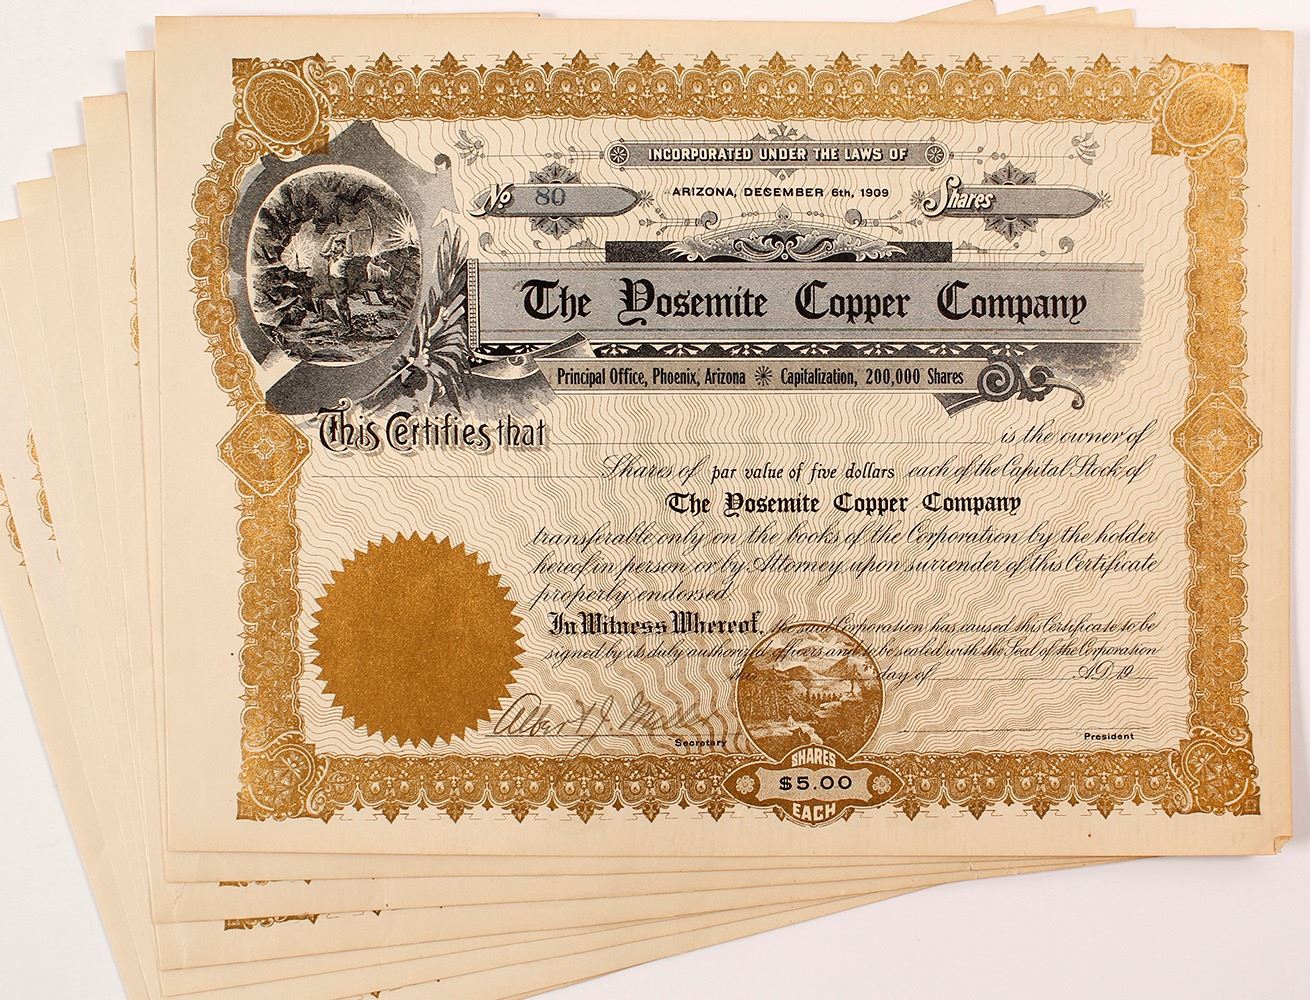 INCORPORATED UNDER THE LAWS OF
No 80
ARIZONA, DECEMBER 6th, 1909
Shares
The Yosemite Copper Company
Principal Office, Phoenix, Arizona Capitalization, 200,000 Shares
This Certifies that is the owner of
Shares of par value of five dollars each of the Capital Stock of
The Yosemite Copper Company
transferable only on the books of the Corporation by the holder
hereof in person or by Attorney upon surrender of this Certificate
properly endorsed.
In Witness Whereof, the said Corporation has caused this Certificate to be
signed by its duly authorized officers and to be sealed with the Seal of the Corporation
this day of A.D. 19
Albert J.
Secretary
President
SHARES
$5.00
EACH